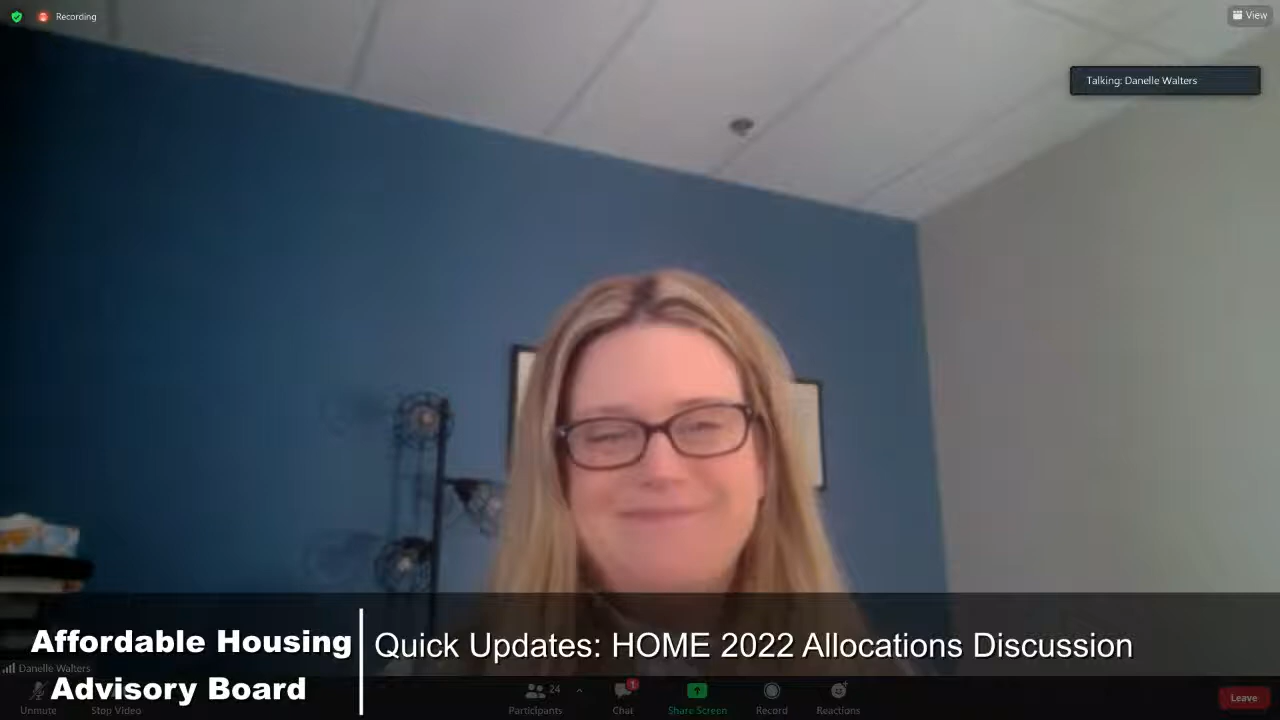 Recording
View
Talking: Danelle Walters
Affordable Housing
Advisory Board
Quick Updates: HOME 2022 Allocations Discussion
Danelle Walters
Unmute
Stop Video
24
Participants
1
Chat
Share Screen
Record
Reactions
Leave